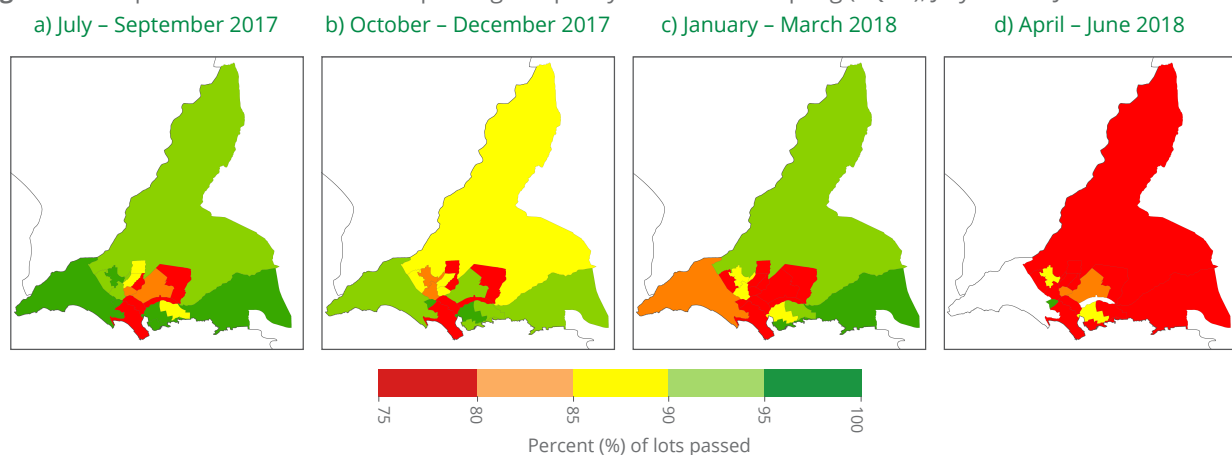 a) July – September 2017
b) October – December 2017
c) January – March 2018
d) April – June 2018
75
80
85
90
95
100
Percent (%) of lots passed